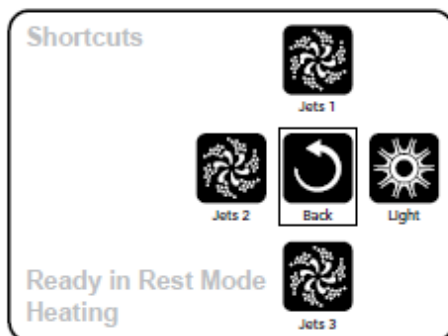 Shortcuts
Jets 1
Jets 2
Back
Light
Ready in Rest Mode
Heating
Jets 3